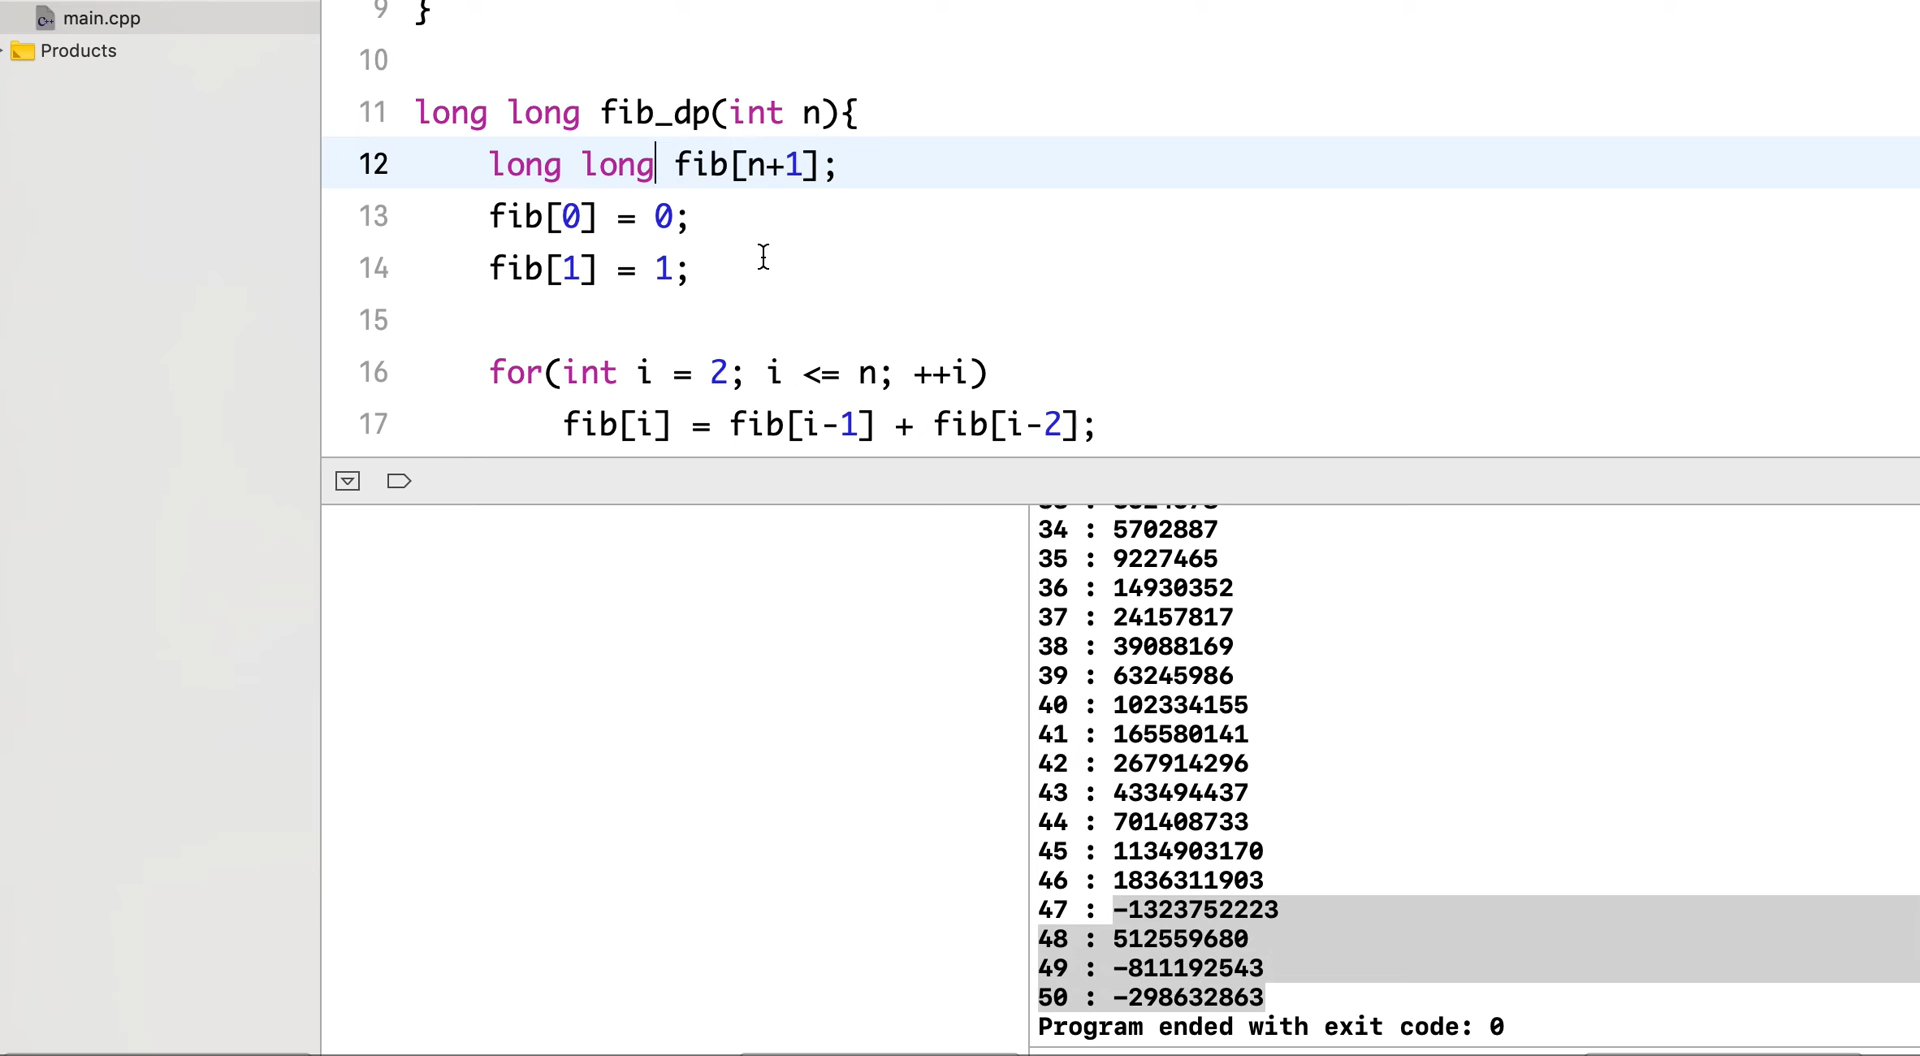 main.cpp
Products
9 }
10
11 long long fib_dp(int n){
12 long long fib[n+1];
13 fib[0] = 0;
14 fib[1] = 1;
15
16 for(int i = 2; i <= n; ++i)
17 fib[i] = fib[i-1] + fib[i-2];
34 : 5702887
35 : 9227465
36 : 14930352
37 : 24157817
38 : 39088169
39 : 63245986
40 : 102334155
41 : 165580141
42 : 267914296
43 : 433494437
44 : 701408733
45 : 1134903170
46 : 1836311903
47 : -1323752223
48 : 512559680
49 : -811192543
50 : -298632863
Program ended with exit code: 0